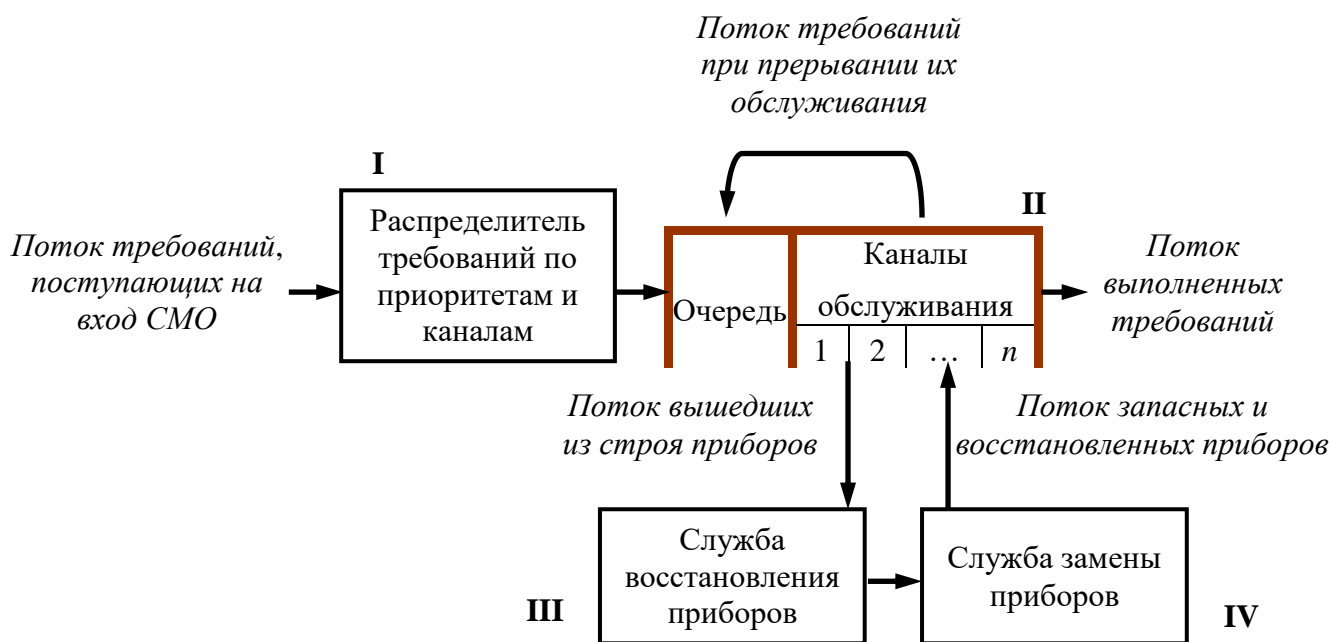 Поток требований
при прерывании их
обслуживания
I
II
Поток требований,
поступающих на
вход СМО
Распределитель
требований по
приоритетам и
каналам
Очередь
Каналы
обслуживания
1 2 … n
Поток
выполненных
требований
Поток вышедших
из строя приборов
Поток запасных и
восстановленных приборов
III
Служба
восстановления
приборов
Служба замены
приборов
IV